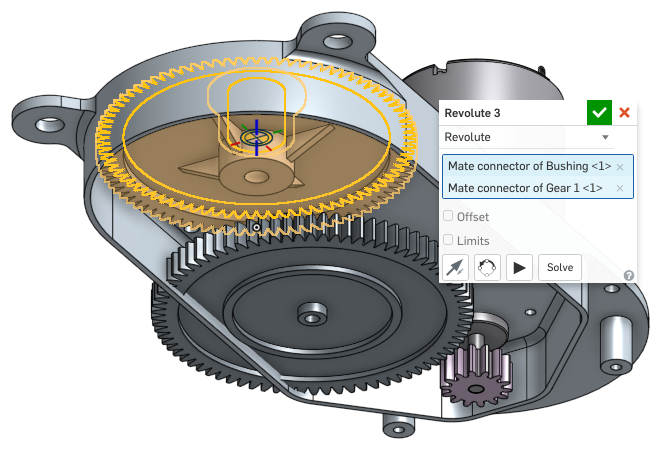 Revolute 3
Revolute
Mate connector of Bushing <1>
Mate connector of Gear 1 <1>
Offset
Limits
Solve